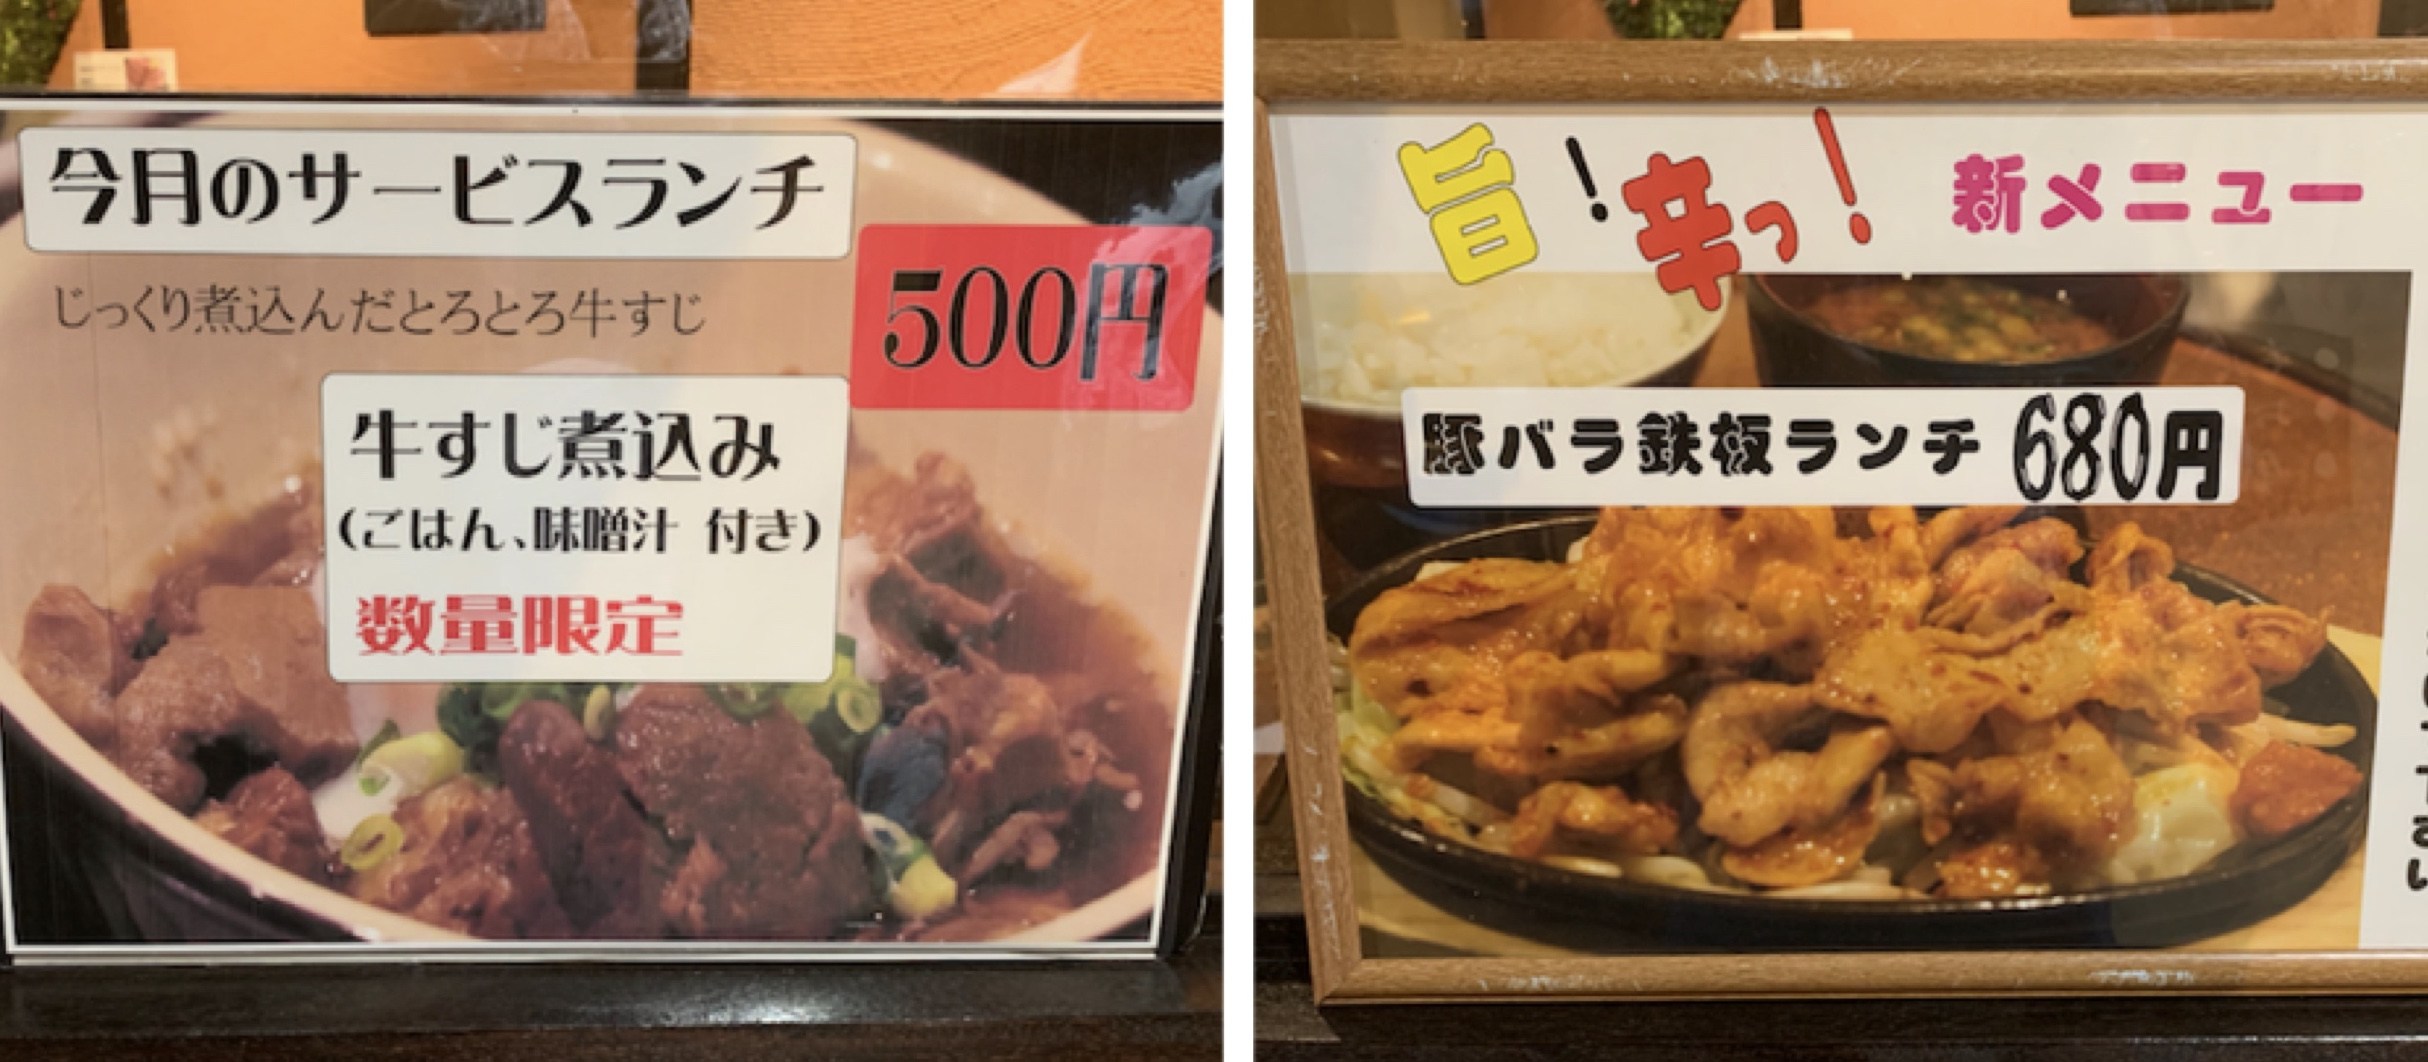 今月のサービスランチ
じっくり煮込んだとろとろ牛すじ
500円
牛すじ煮込み
(ごはん、味噌汁 付き)
数量限定
旨!辛っ! 新メニュー
豚バラ鉄板ランチ 680円